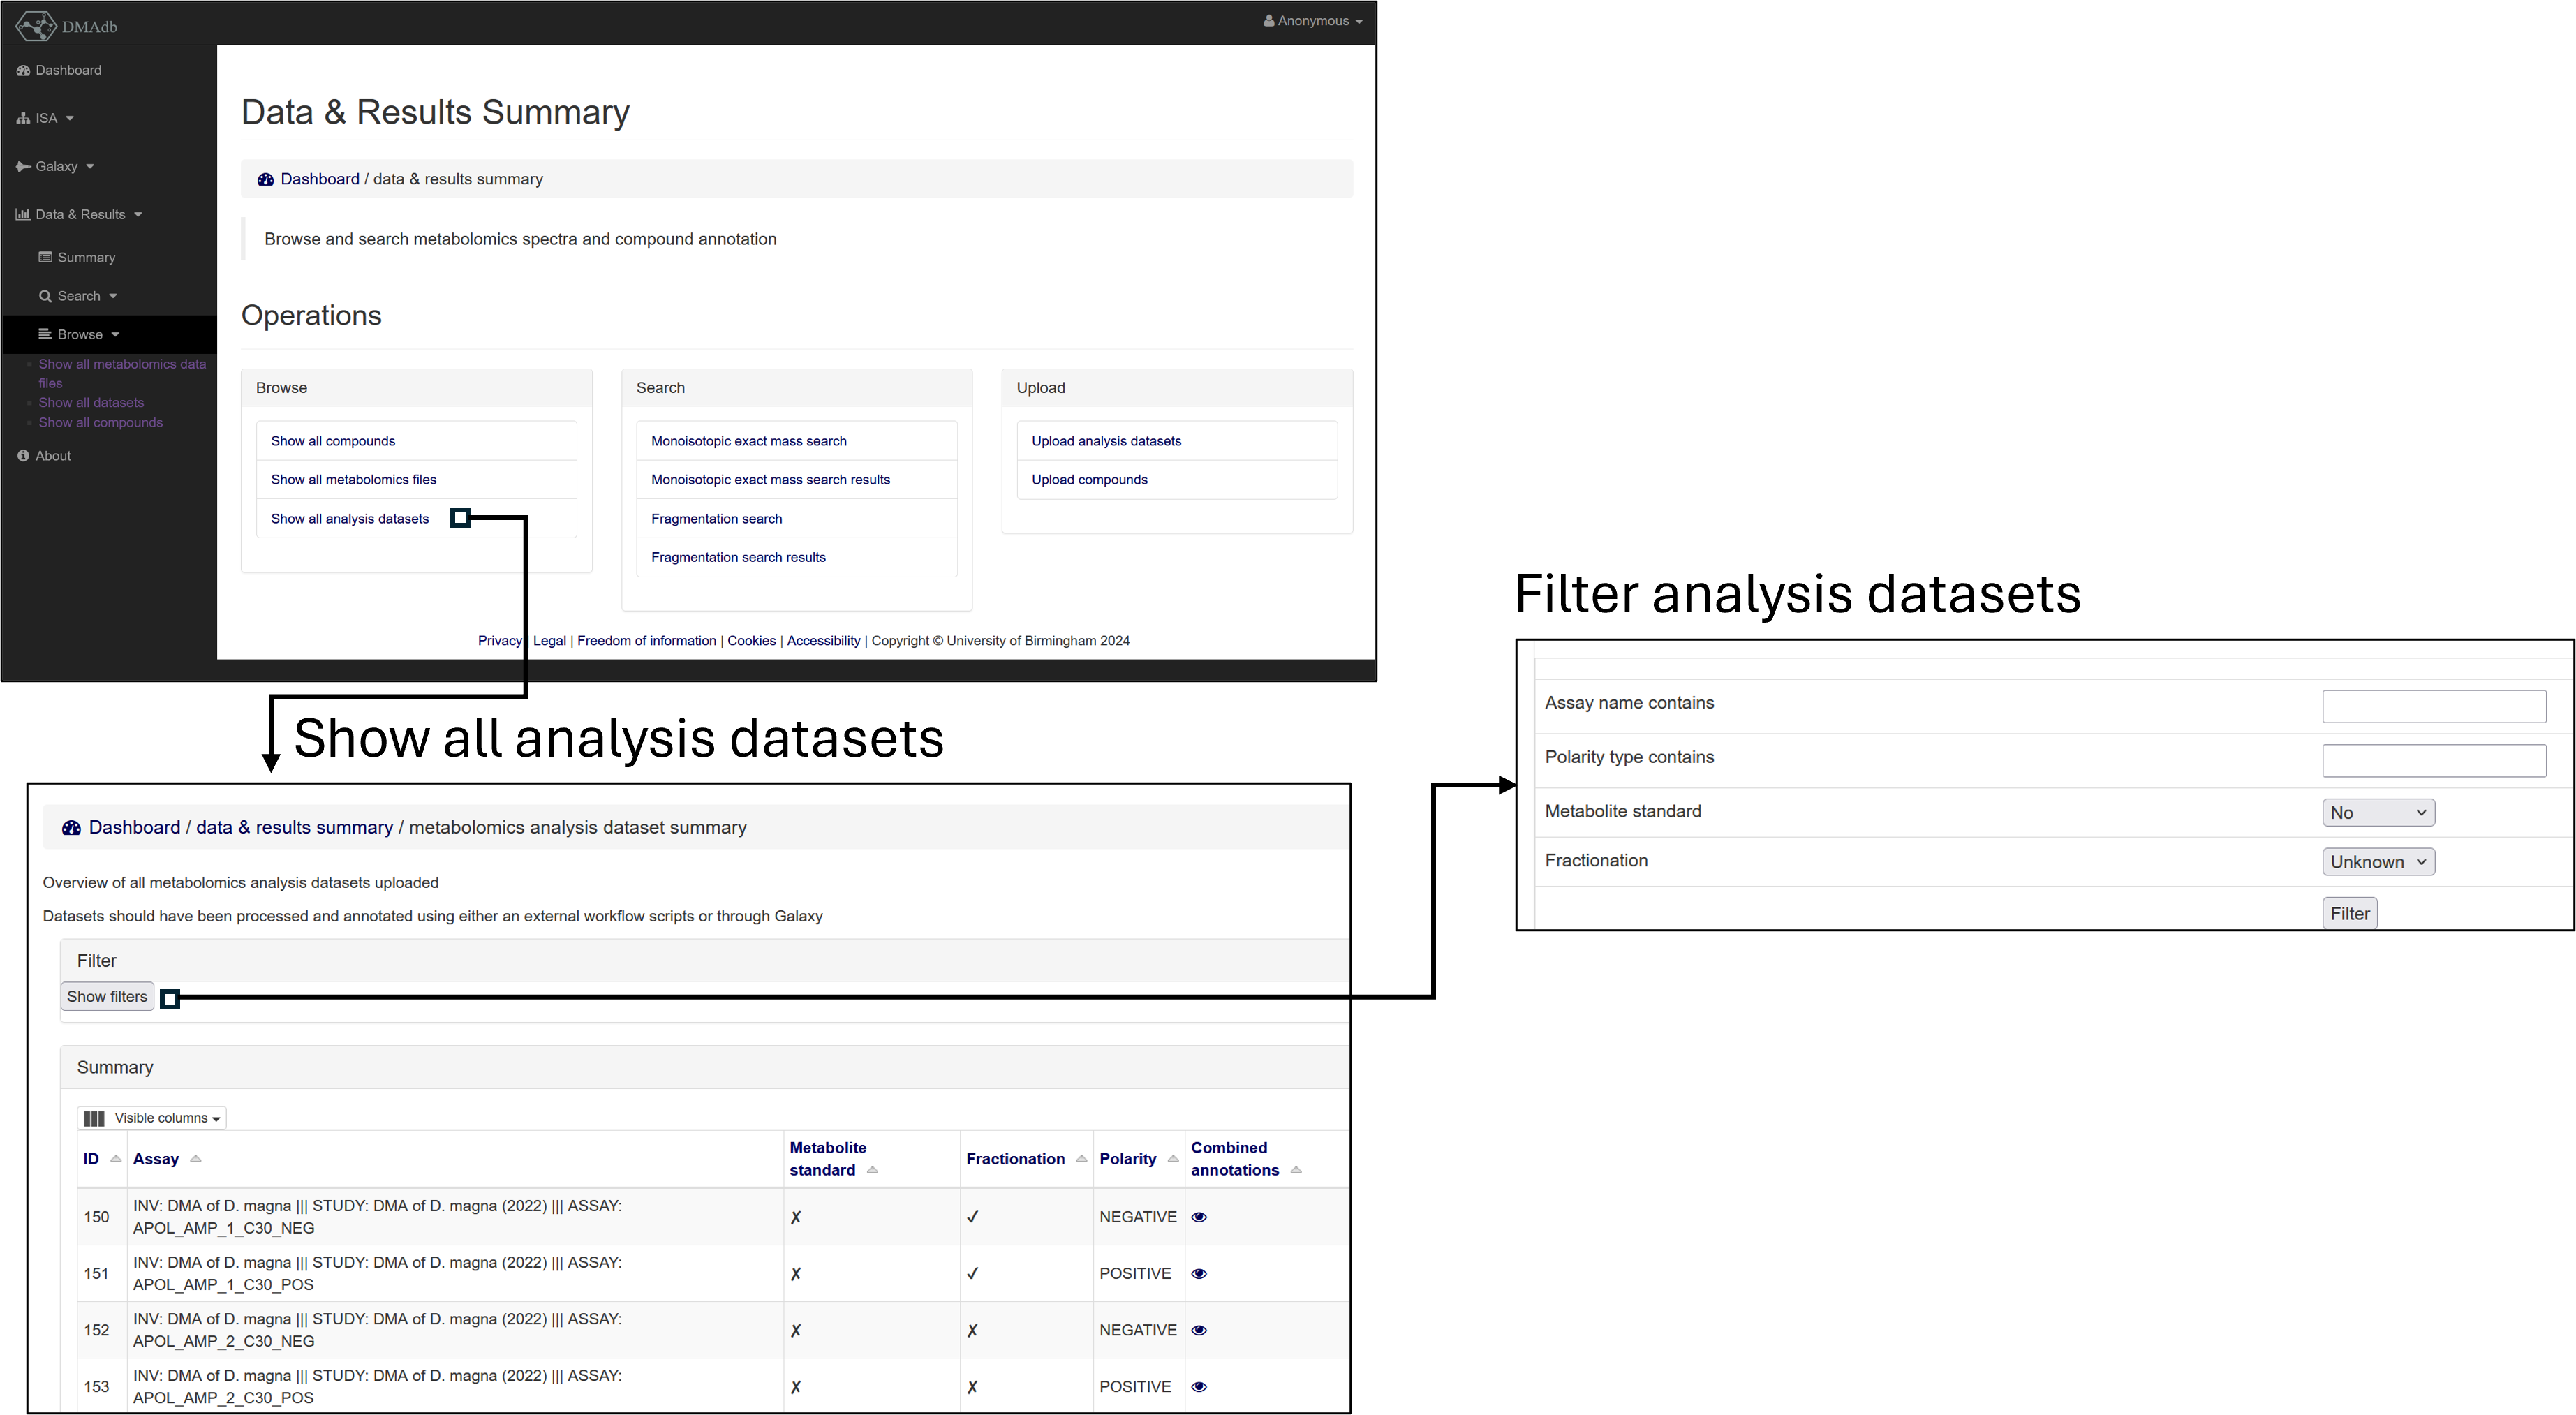 DMAdb
Anonymous
Dashboard
ISA
Galaxy
Data & Results
Summary
Search
Browse
Show all metabolomics data
files
Show all datasets
Show all compounds
About
Data & Results Summary
Dashboard / data & results summary
Browse and search metabolomics spectra and compound annotation
Operations
Browse
Show all compounds
Show all metabolomics files
Show all analysis datasets
Search
Monoisotopic exact mass search
Monoisotopic exact mass search results
Fragmentation search
Fragmentation search results
Upload
Upload analysis datasets
Upload compounds
Privacy | Legal | Freedom of information | Cookies | Accessibility | Copyright © University of Birmingham 2024
Show all analysis datasets
Dashboard / data & results summary / metabolomics analysis dataset summary
Overview of all metabolomics analysis datasets uploaded
Datasets should have been processed and annotated using either an external workflow scripts or through Galaxy
Filter
Show filters
Summary
Visible columns
ID Assay Metabolite standard Fractionation Polarity Combined annotations
150 INV: DMA of D. magna ||| STUDY: DMA of D. magna (2022) ||| ASSAY:
APOL_AMP_1_C30_NEG ✗ ✓ NEGATIVE
151 INV: DMA of D. magna ||| STUDY: DMA of D. magna (2022) ||| ASSAY:
APOL_AMP_1_C30_POS ✗ ✓ POSITIVE
152 INV: DMA of D. magna ||| STUDY: DMA of D. magna (2022) ||| ASSAY:
APOL_AMP_2_C30_NEG ✗ ✗ NEGATIVE
153 INV: DMA of D. magna ||| STUDY: DMA of D. magna (2022) ||| ASSAY:
APOL_AMP_2_C30_POS ✗ ✗ POSITIVE
Filter analysis datasets
Assay name contains
Polarity type contains
Metabolite standard No
Fractionation Unknown
Filter